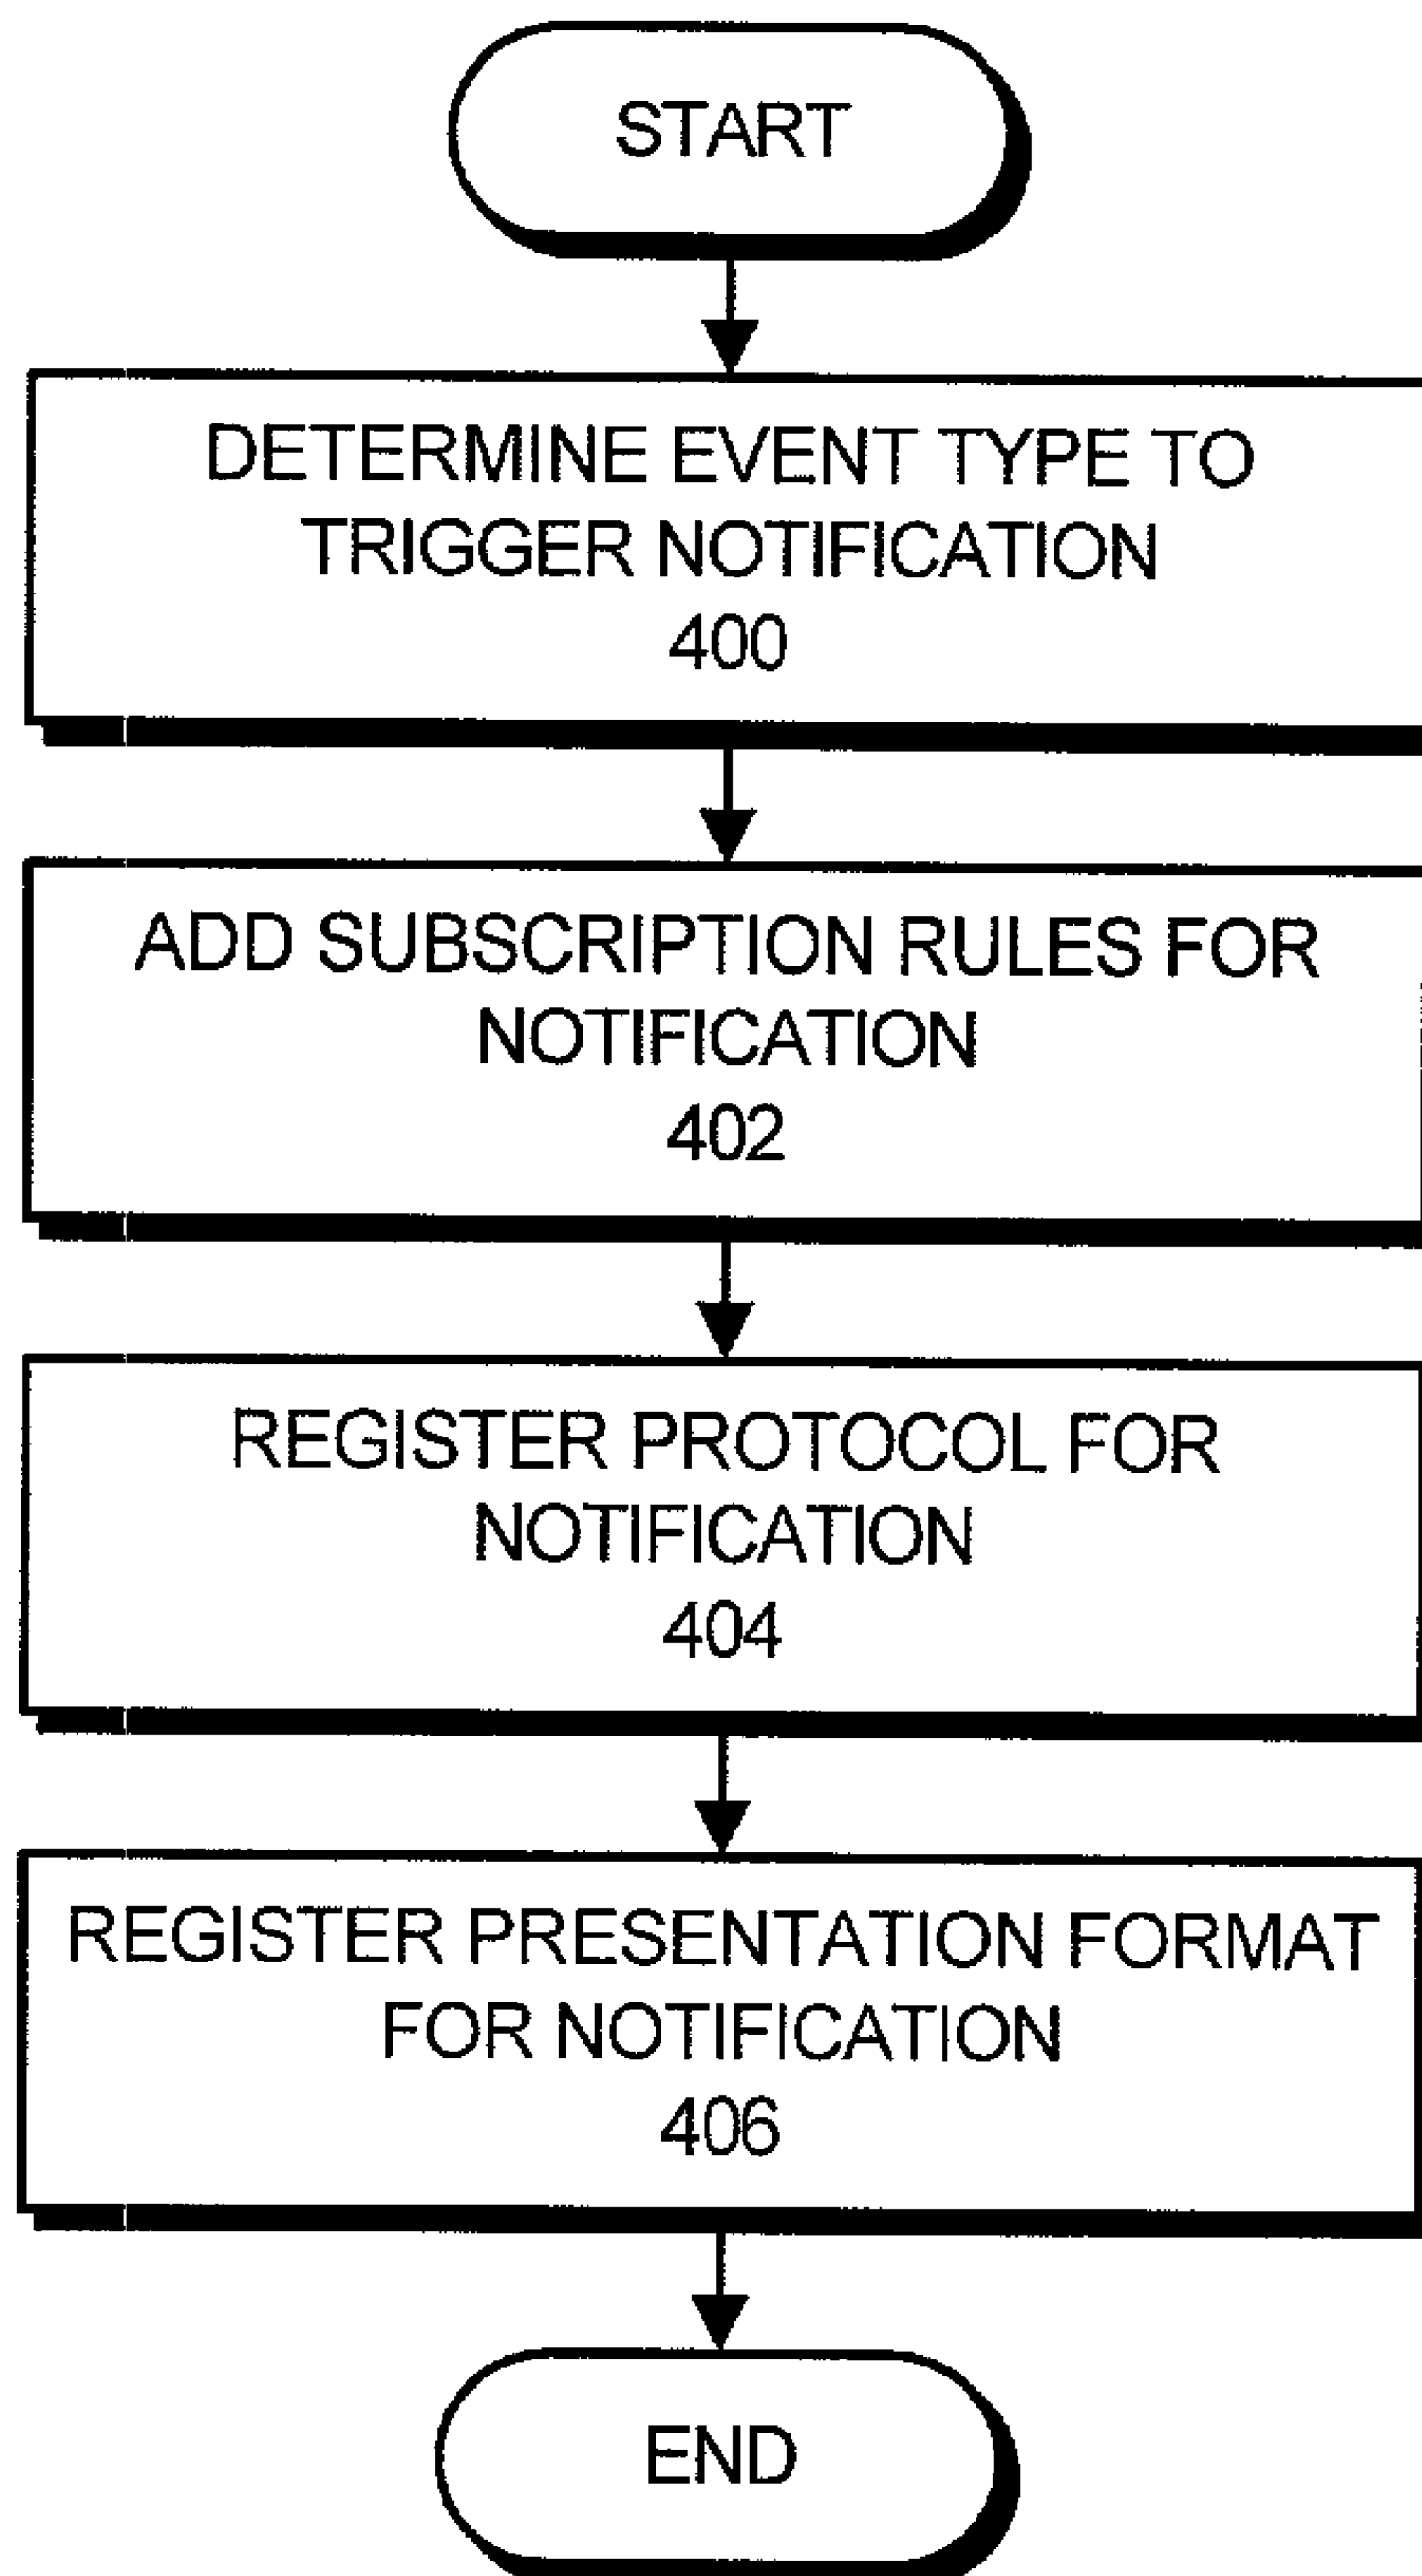 START
DETERMINE EVENT TYPE TO
TRIGGER NOTIFICATION
400
ADD SUBSCRIPTION RULES FOR
NOTIFICATION
402
REGISTER PROTOCOL FOR
NOTIFICATION
404
REGISTER PRESENTATION FORMAT
FOR NOTIFICATION
406
END